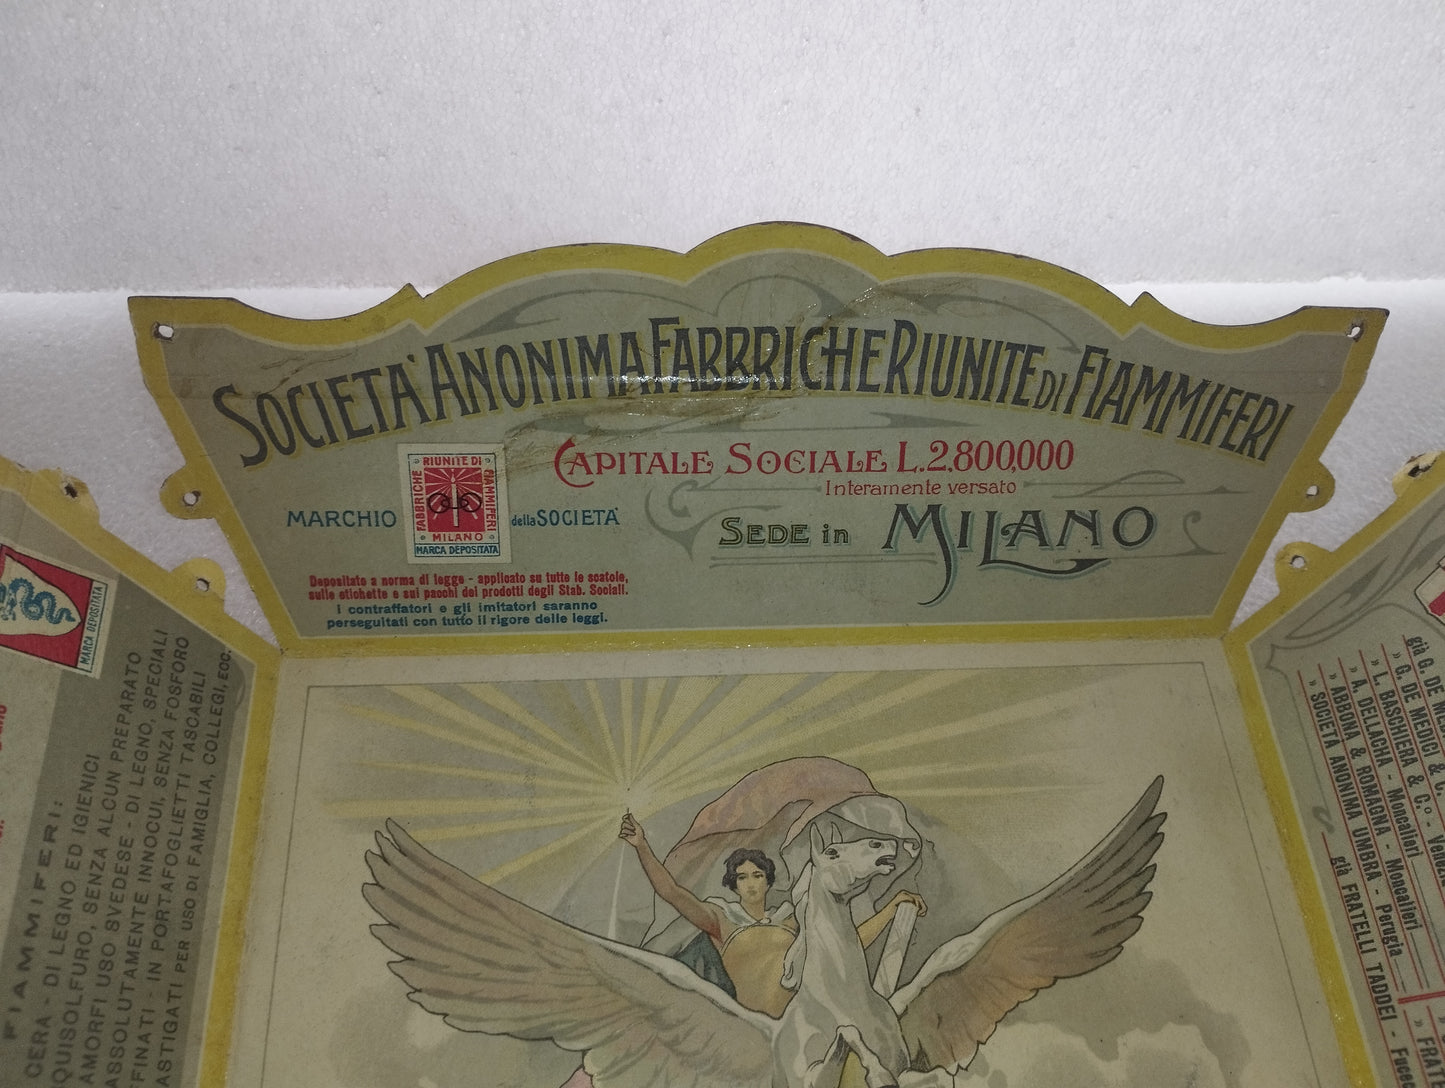 SOCIETÀ ANONIMA FABBRICHE RIUNITE DI FIAMMIFERI
CAPITALE SOCIALE L.2,800,000
Interamente versato
SEDE in MILANO
MARCHIO
RIUNITE DI
FABBRICHE
FIAMMIFERI
MILANO
MARCA DEPOSITATA
della SOCIETÀ
Depositato a norma di legge - applicato su tutte le scatole,
sulle etichette e sui pacchi dei prodotti degli Stab. Sociali.
I contraffatori e gli imitatori saranno
perseguitati con tutto il rigore delle leggi.
MARCA DEPOSITATA
FIAMMIFERI:
CERA - DI LEGNO ED IGIENICI
QUISOLFURO, SENZA ALCUN PREPARATO
AMORFI USO SVEDESE - DI LEGNO, SPECIALI
ASSOLUTAMENTE INNOCUI, SENZA FOSFORO
FFINATI - IN PORTAFOGLIETTI TASCABILI
ASTIGATI PER USO DI FAMIGLIA, COLLEGI, ECC.
già G. DE ME
» G. DE MEDICI & C.
» L. BASCHIERA & C.º - Venez
» A. DELLACHA - Moncalieri
» ABBONA & ROMAGNA - Moncalieri
» SOCIETÀ ANONIMA UMBRA - Perugia
già FRATELLI TADDEI - Fuce
» FRAT